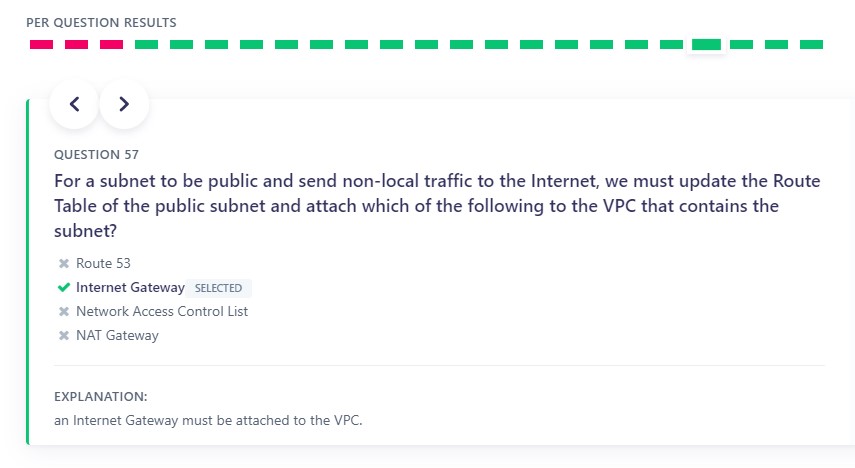 PER QUESTION RESULTS
QUESTION 57
For a subnet to be public and send non-local traffic to the Internet, we must update the Route
Table of the public subnet and attach which of the following to the VPC that contains the
subnet?
Route 53
Internet Gateway SELECTED
Network Access Control List
NAT Gateway
EXPLANATION:
an Internet Gateway must be attached to the VPC.